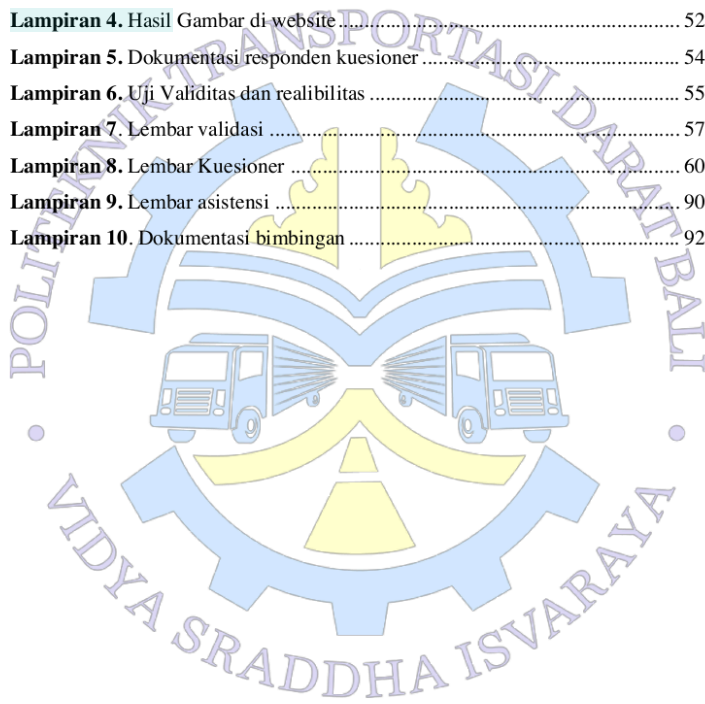 Lampiran 4. Hasil Gambar di website ........................................................................ 52
Lampiran 5. Dokumentasi responden kuesioner ...................................................... 54
Lampiran 6. Uji Validitas dan realibilitas ................................................................. 55
Lampiran 7. Lembar validasi ...................................................................................... 57
Lampiran 8. Lembar Kuesioner .................................................................................. 60
Lampiran 9. Lembar asistensi ..................................................................................... 90
Lampiran 10. Dokumentasi bimbingan ..................................................................... 92
POLITEKNIK TRANSPORTASI DARAT BALI
VIDYA SRADDHA ISVARAYA